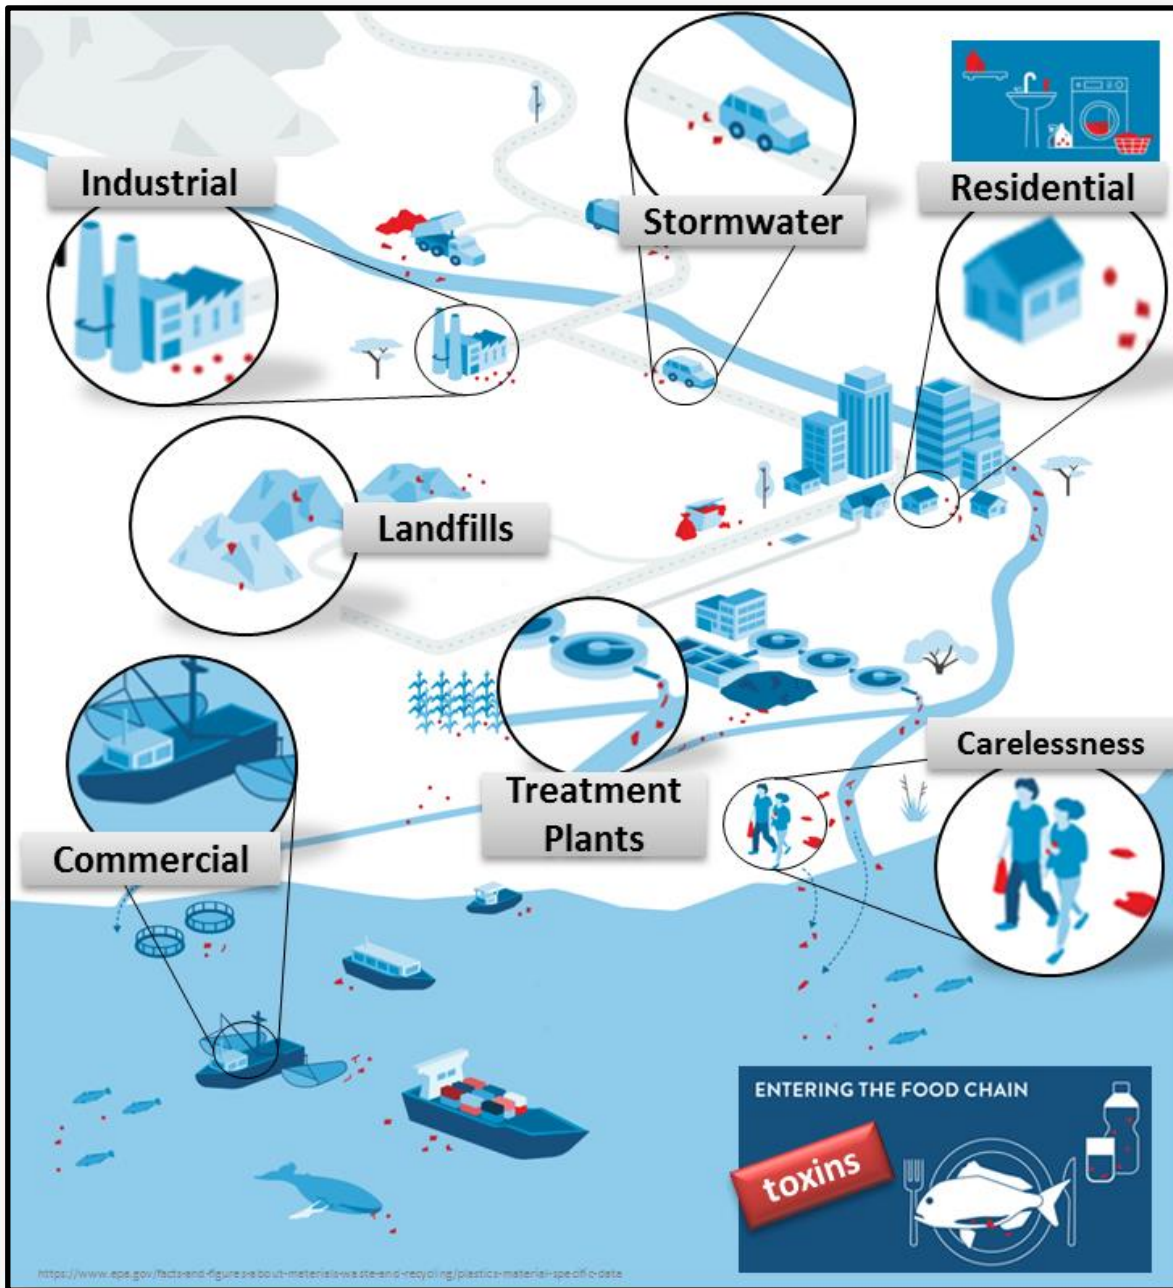 Industrial
Stormwater
Residential
Landfills
Treatment
Plants
Carelessness
Commercial
ENTERING THE FOOD CHAIN
toxins
https://www.epa.gov/facts-and-figures-about-materials-waste-and-recycling/plastics-material-specific-data